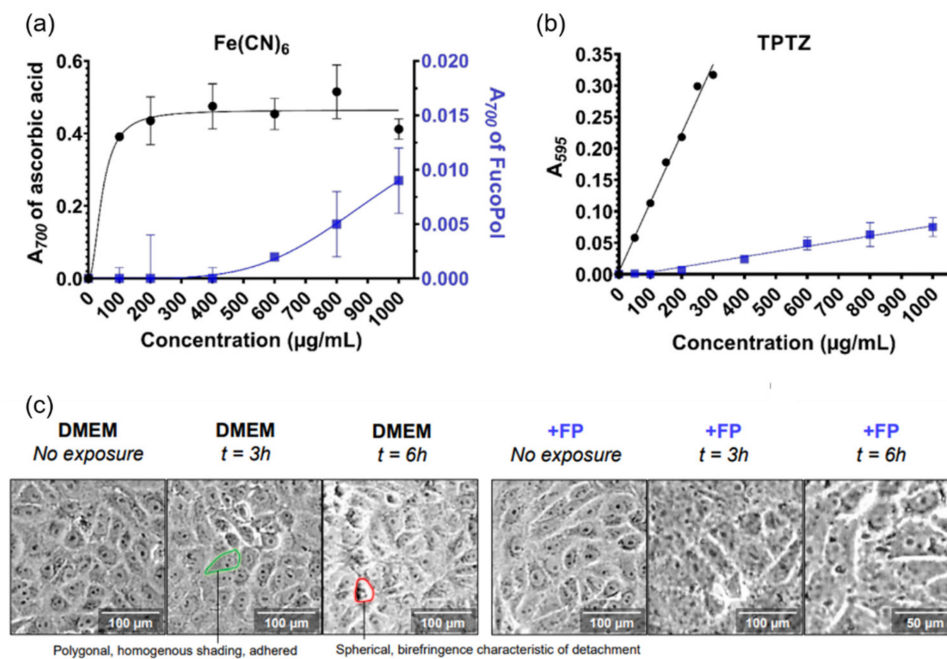 (a)
Fe(CN)₆
A₇₀₀ of ascorbic acid
0.6
0.4
0.2
0.0
0.020
0.015
0.010
0.005
0.000
A₇₀₀ of FucoPol
0
100
200
300
400
500
600
700
800
900
1000
Concentration (µg/mL)
(b)
TPTZ
A₅₉₅
0.35
0.30
0.25
0.20
0.15
0.10
0.05
0.00
0
100
200
300
400
500
600
700
800
900
1000
Concentration (µg/mL)
(c)
DMEM
No exposure
DMEM
t = 3h
DMEM
t = 6h
+FP
No exposure
+FP
t = 3h
+FP
t = 6h
100 µm
100 µm
100 µm
100 µm
100 µm
50 µm
Polygonal, homogenous shading, adhered
Spherical, birefringence characteristic of detachment